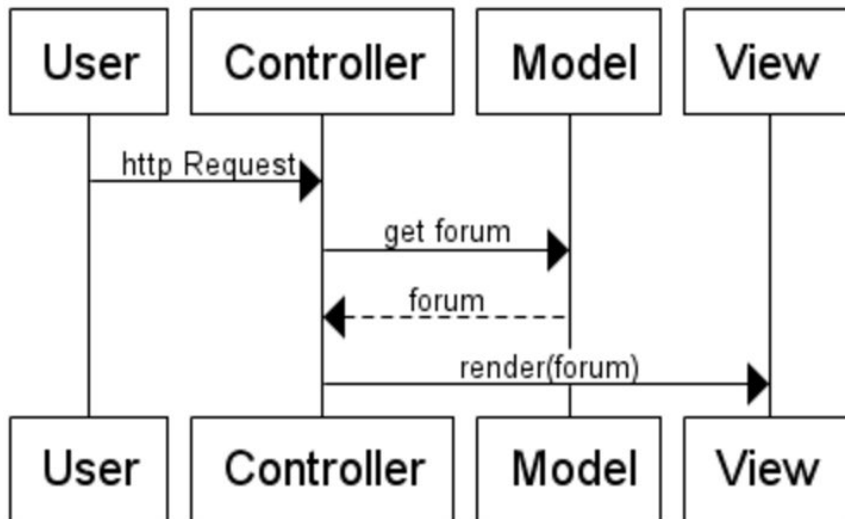 User Controller Model View
http Request
get forum
forum
render(forum)
User Controller Model View